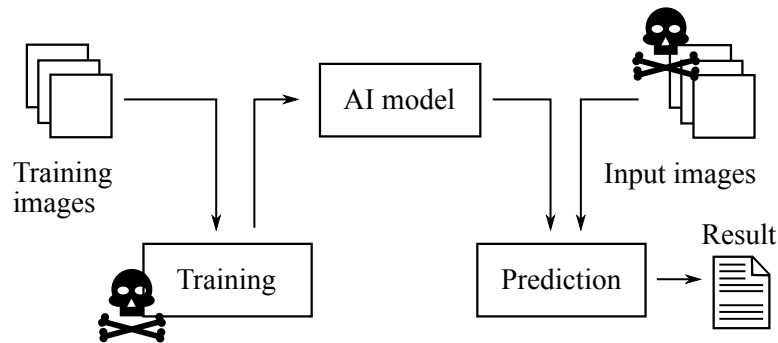 AI model
Training
images
Input images
Result
Training
Prediction